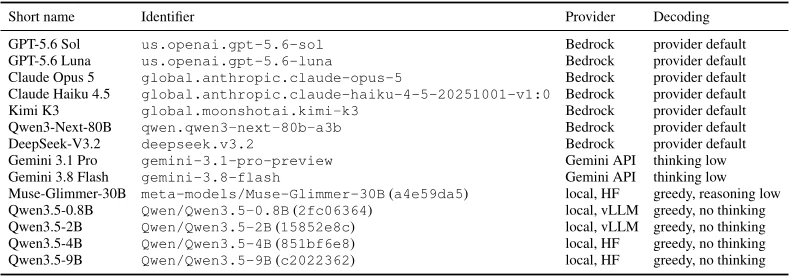 Short name Identifier Provider Decoding
GPT-5.6 Sol us.openai.gpt-5.6-sol Bedrock provider default
GPT-5.6 Luna us.openai.gpt-5.6-luna Bedrock provider default
Claude Opus 5 global.anthropic.claude-opus-5 Bedrock provider default
Claude Haiku 4.5 global.anthropic.claude-haiku-4-5-20251001-v1:0 Bedrock provider default
Kimi K3 global.moonshotai.kimi-k3 Bedrock provider default
Qwen3-Next-80B qwen.qwen3-next-80b-a3b Bedrock provider default
DeepSeek-V3.2 deepseek.v3.2 Bedrock provider default
Gemini 3.1 Pro gemini-3.1-pro-preview Gemini API thinking low
Gemini 3.8 Flash gemini-3.8-flash Gemini API thinking low
Muse-Glimmer-30B meta-models/Muse-Glimmer-30B (a4e59da5) local, HF greedy, reasoning low
Qwen3.5-0.8B Qwen/Qwen3.5-0.8B (2fc06364) local, vLLM greedy, no thinking
Qwen3.5-2B Qwen/Qwen3.5-2B (15852e8c) local, vLLM greedy, no thinking
Qwen3.5-4B Qwen/Qwen3.5-4B (851bf6e8) local, HF greedy, no thinking
Qwen3.5-9B Qwen/Qwen3.5-9B (c2022362) local, HF greedy, no thinking